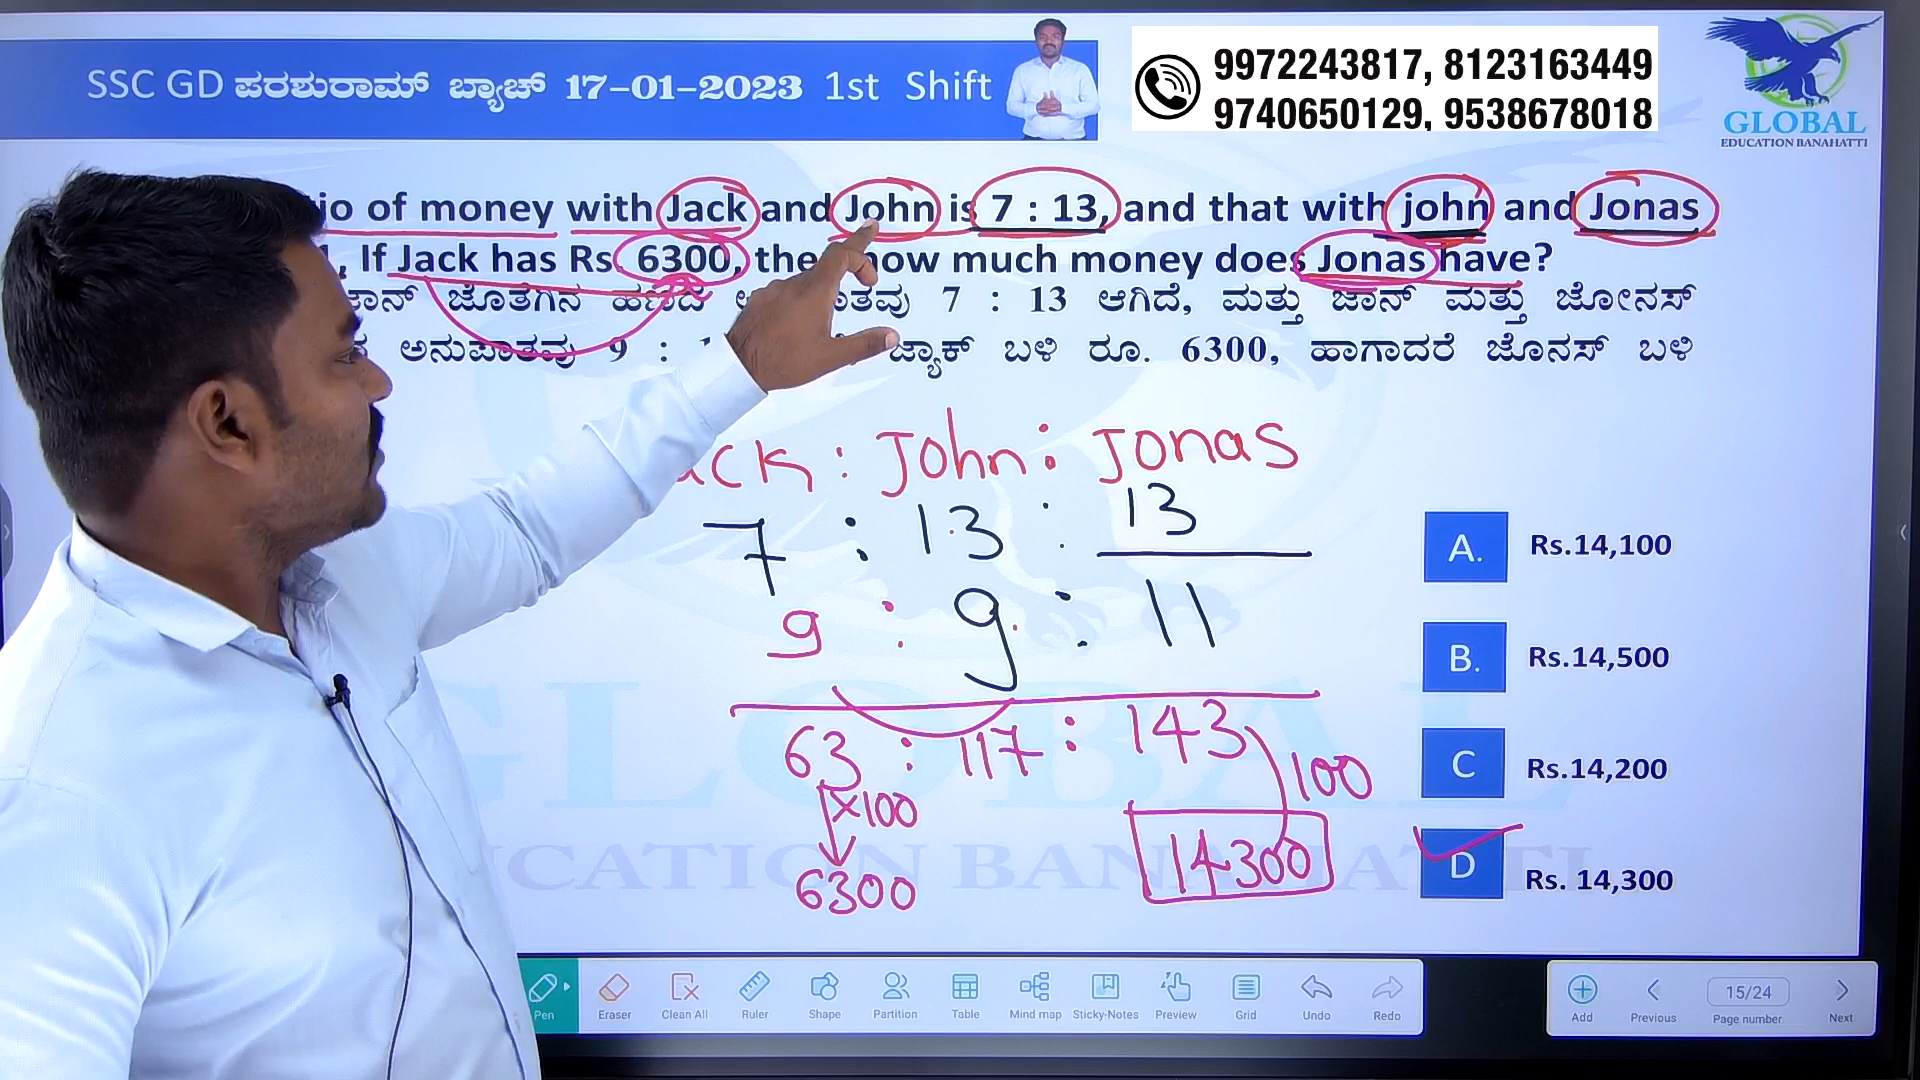 SSC GD ಪರಶುರಾಮ್ ಬ್ಯಾಚ್ 17-01-2023 1st Shift
9972243817, 8123163449
9740650129, 9538678018
GLOBAL
EDUCATION BANAHATTI
of money with Jack and John is 7 : 13, and that with john and Jonas
If Jack has Rs. 6300, how much money does Jonas have?
ಜೊತೆಗಿನ ಹಣದ 7 : 13 ಆಗಿದೆ, ಮತ್ತು ಜಾನ್ ಮತ್ತು ಜೋನಸ್
ಅನುಪಾತವು 9 : ಜ್ಯಾಕ್ ಬಳಿ ರೂ. 6300, ಹಾಗಾದರೆ ಜೊನಸ್ ಬಳಿ
: John : Jonas
7 : 13 : 13
9 : 9 : 11
63 : 117 : 143
×100 100
6300 14300
A. Rs.14,100
B. Rs.14,500
C Rs.14,200
D Rs. 14,300
Pen Eraser Clean All Ruler Shape Partition Table Mind map Sticky-Notes Preview Grid Undo Redo
Add Previous 15/24 Page number Next